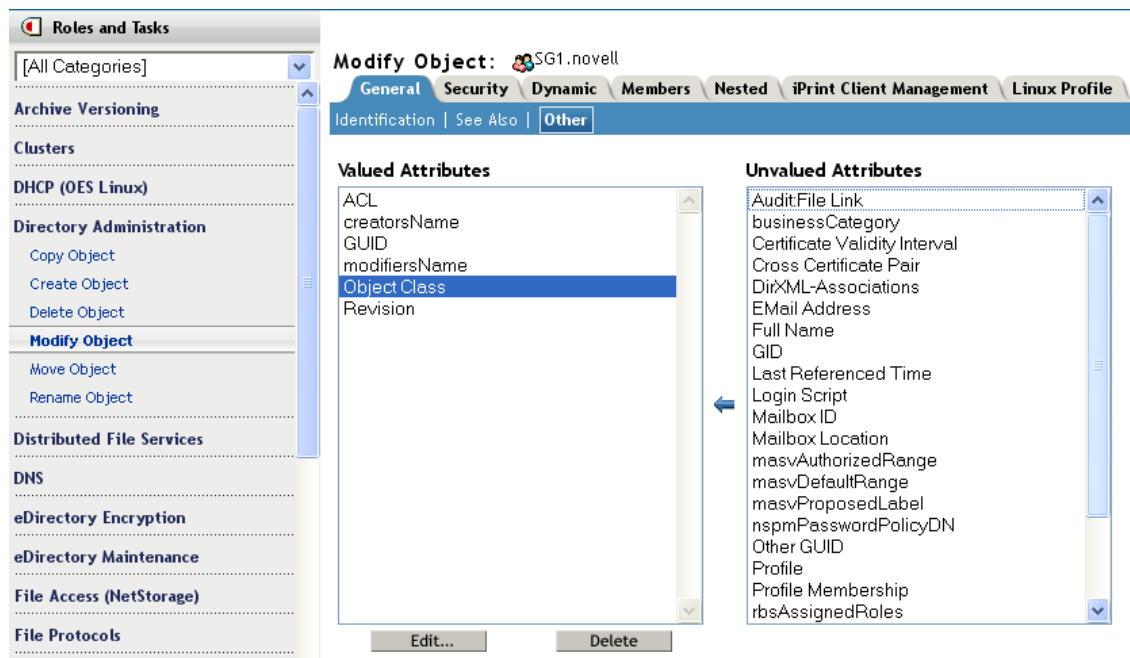 Roles and Tasks
[All Categories]
Archive Versioning
Clusters
DHCP (OES Linux)
Directory Administration
Copy Object
Create Object
Delete Object
Modify Object
Move Object
Rename Object
Distributed File Services
DNS
eDirectory Encryption
eDirectory Maintenance
File Access (NetStorage)
File Protocols
Modify Object: SG1.novell
General Security Dynamic Members Nested iPrint Client Management Linux Profile
Identification | See Also | Other
Valued Attributes
ACL
creatorsName
GUID
modifiersName
Object Class
Revision
Edit... Delete
Unvalued Attributes
Audit:File Link
businessCategory
Certificate Validity Interval
Cross Certificate Pair
DirXML-Associations
EMail Address
Full Name
GID
Last Referenced Time
Login Script
Mailbox ID
Mailbox Location
masvAuthorizedRange
masvDefaultRange
masvProposedLabel
nspmPasswordPolicyDN
Other GUID
Profile
Profile Membership
rbsAssignedRoles